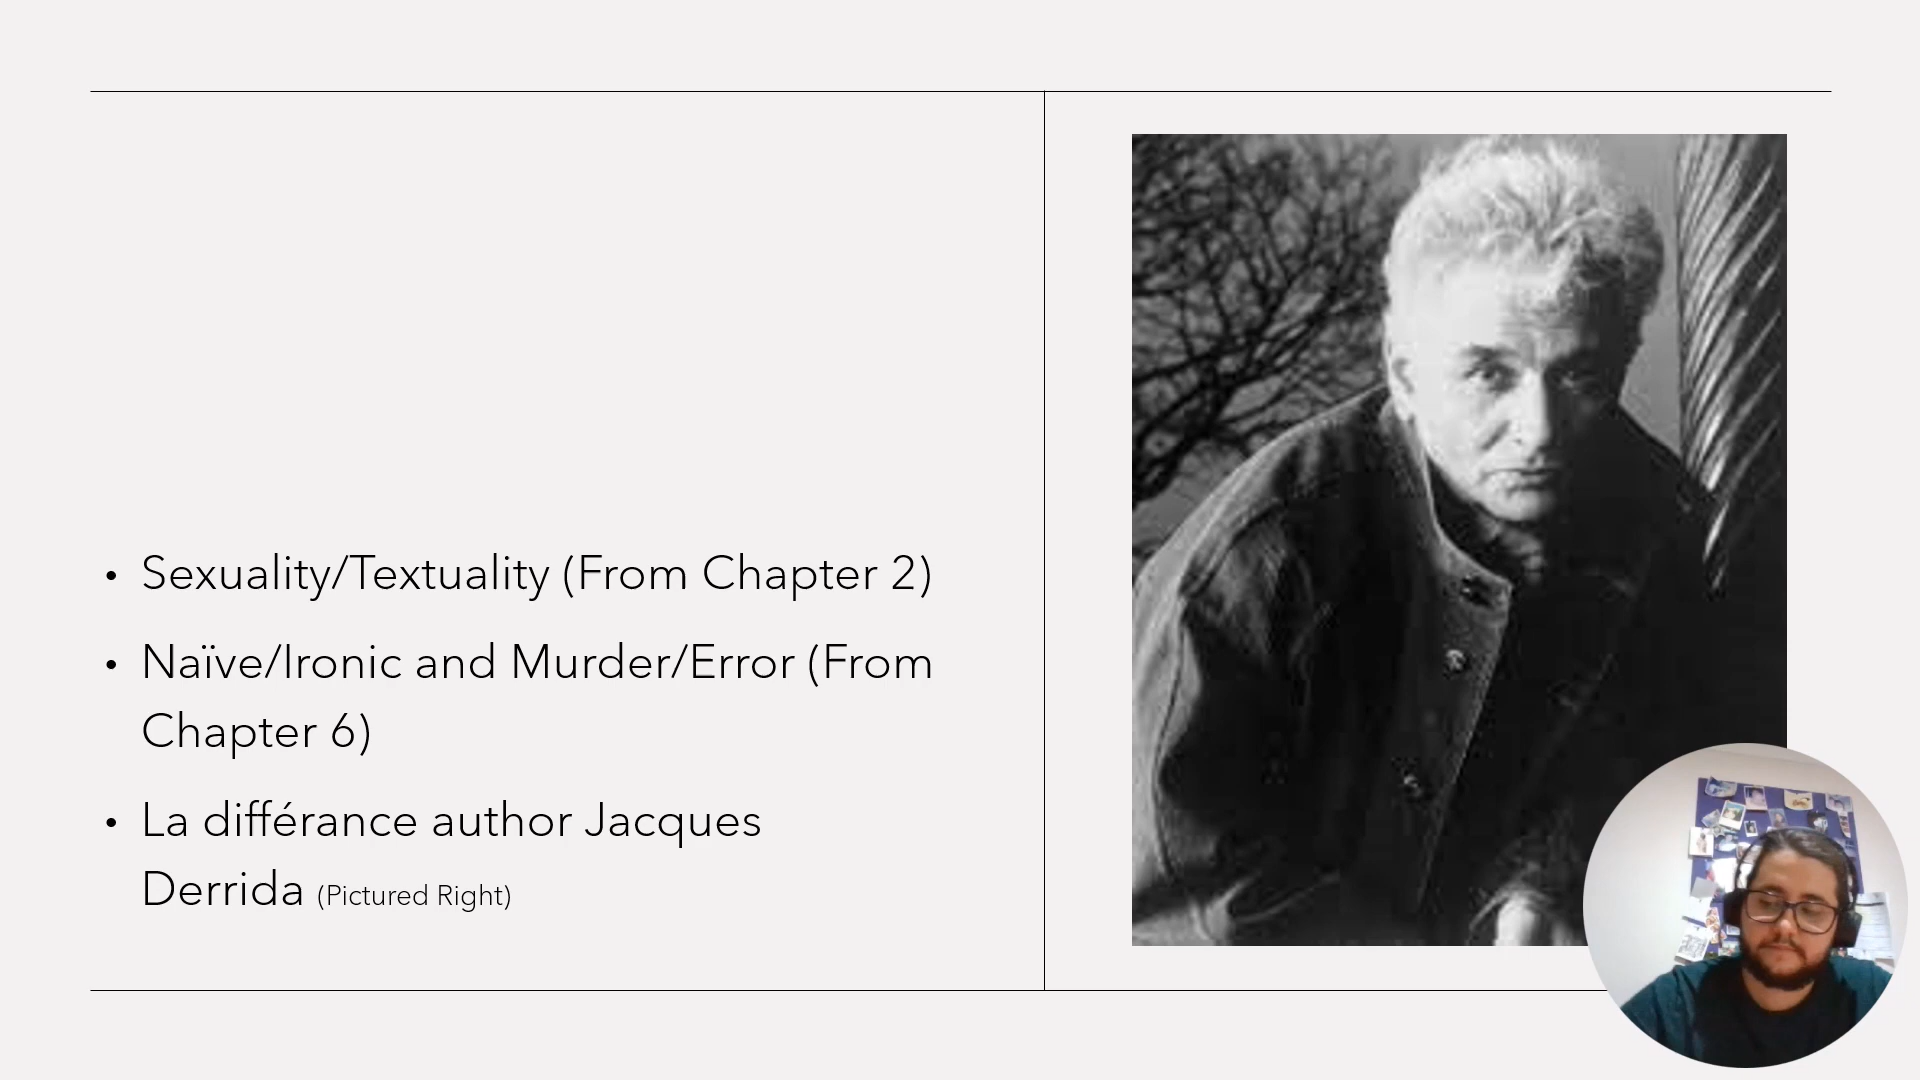 • Sexuality/Textuality (From Chapter 2)
• Naïve/Ironic and Murder/Error (From
Chapter 6)
• La différance author Jacques
Derrida (Pictured Right)